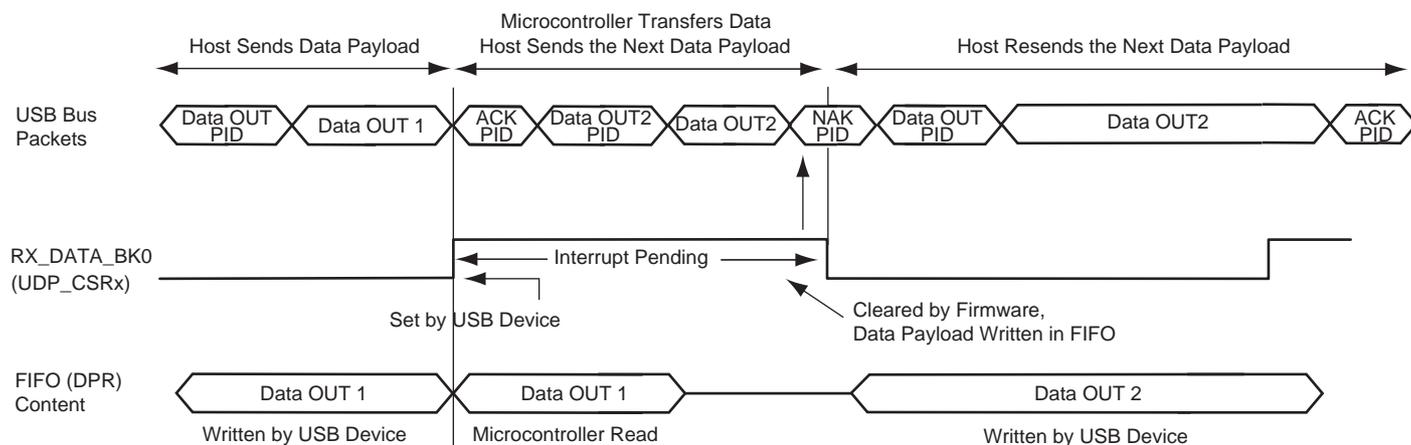 Host Sends Data Payload
Microcontroller Transfers Data
Host Sends the Next Data Payload
Host Resends the Next Data Payload
USB Bus
Packets
Data OUT
PID
Data OUT 1
ACK
PID
Data OUT2
PID
Data OUT2
NAK
PID
Data OUT
PID
Data OUT2
ACK
PID
RX_DATA_BK0
(UDP_CSRx)
Interrupt Pending
Set by USB Device
Cleared by Firmware,
Data Payload Written in FIFO
FIFO (DPR)
Content
Data OUT 1
Data OUT 1
Data OUT 2
Written by USB Device
Microcontroller Read
Written by USB Device